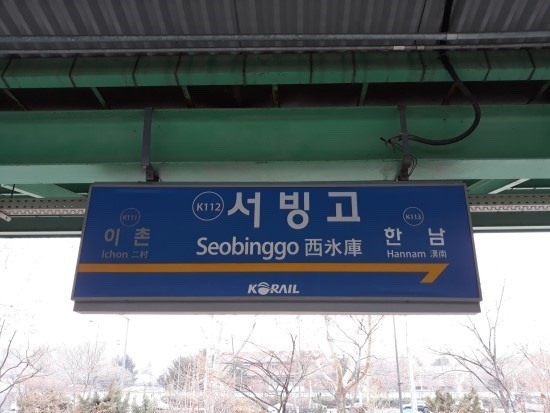 K112 서빙고
K111
이촌
Ichon 二村
Seobinggo 西氷庫
K113
한남
Hannam 漢南
KORAIL